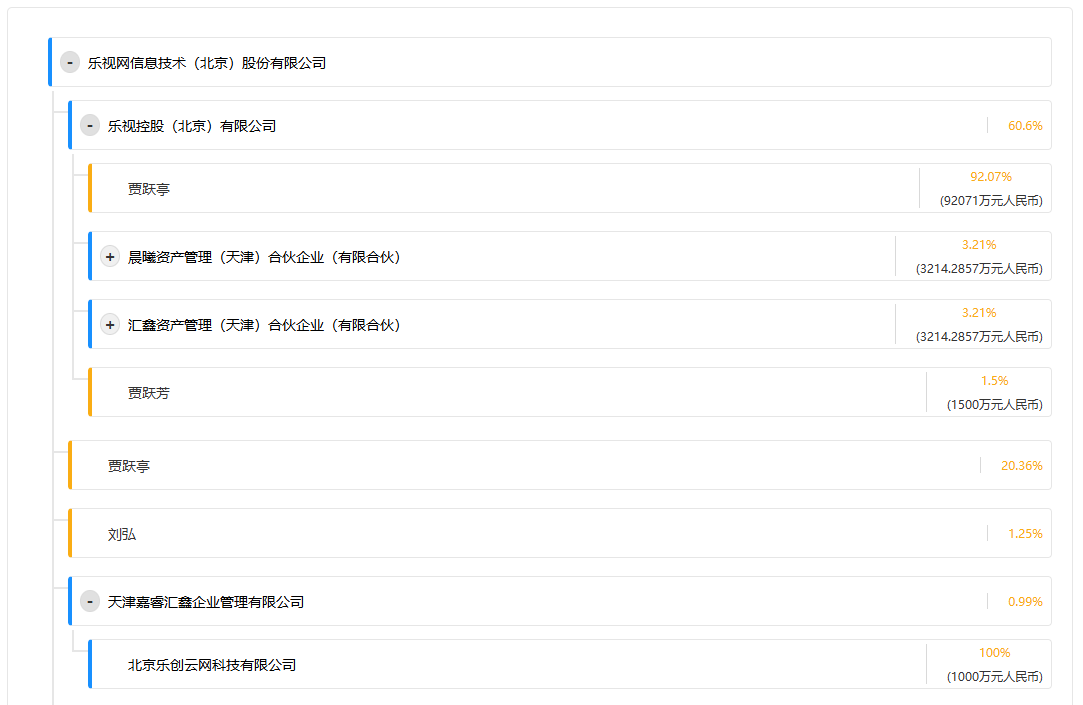 - 乐视网信息技术（北京）股份有限公司
- 乐视控股（北京）有限公司 60.6%
贾跃亭 92.07%
(92071万元人民币)
+ 晨曦资产管理（天津）合伙企业（有限合伙） 3.21%
(3214.2857万元人民币)
+ 汇鑫资产管理（天津）合伙企业（有限合伙） 3.21%
(3214.2857万元人民币)
贾跃芳 1.5%
(1500万元人民币)
贾跃亭 20.36%
刘弘 1.25%
- 天津嘉睿汇鑫企业管理有限公司 0.99%
北京乐创云网科技有限公司 100%
(1000万元人民币)